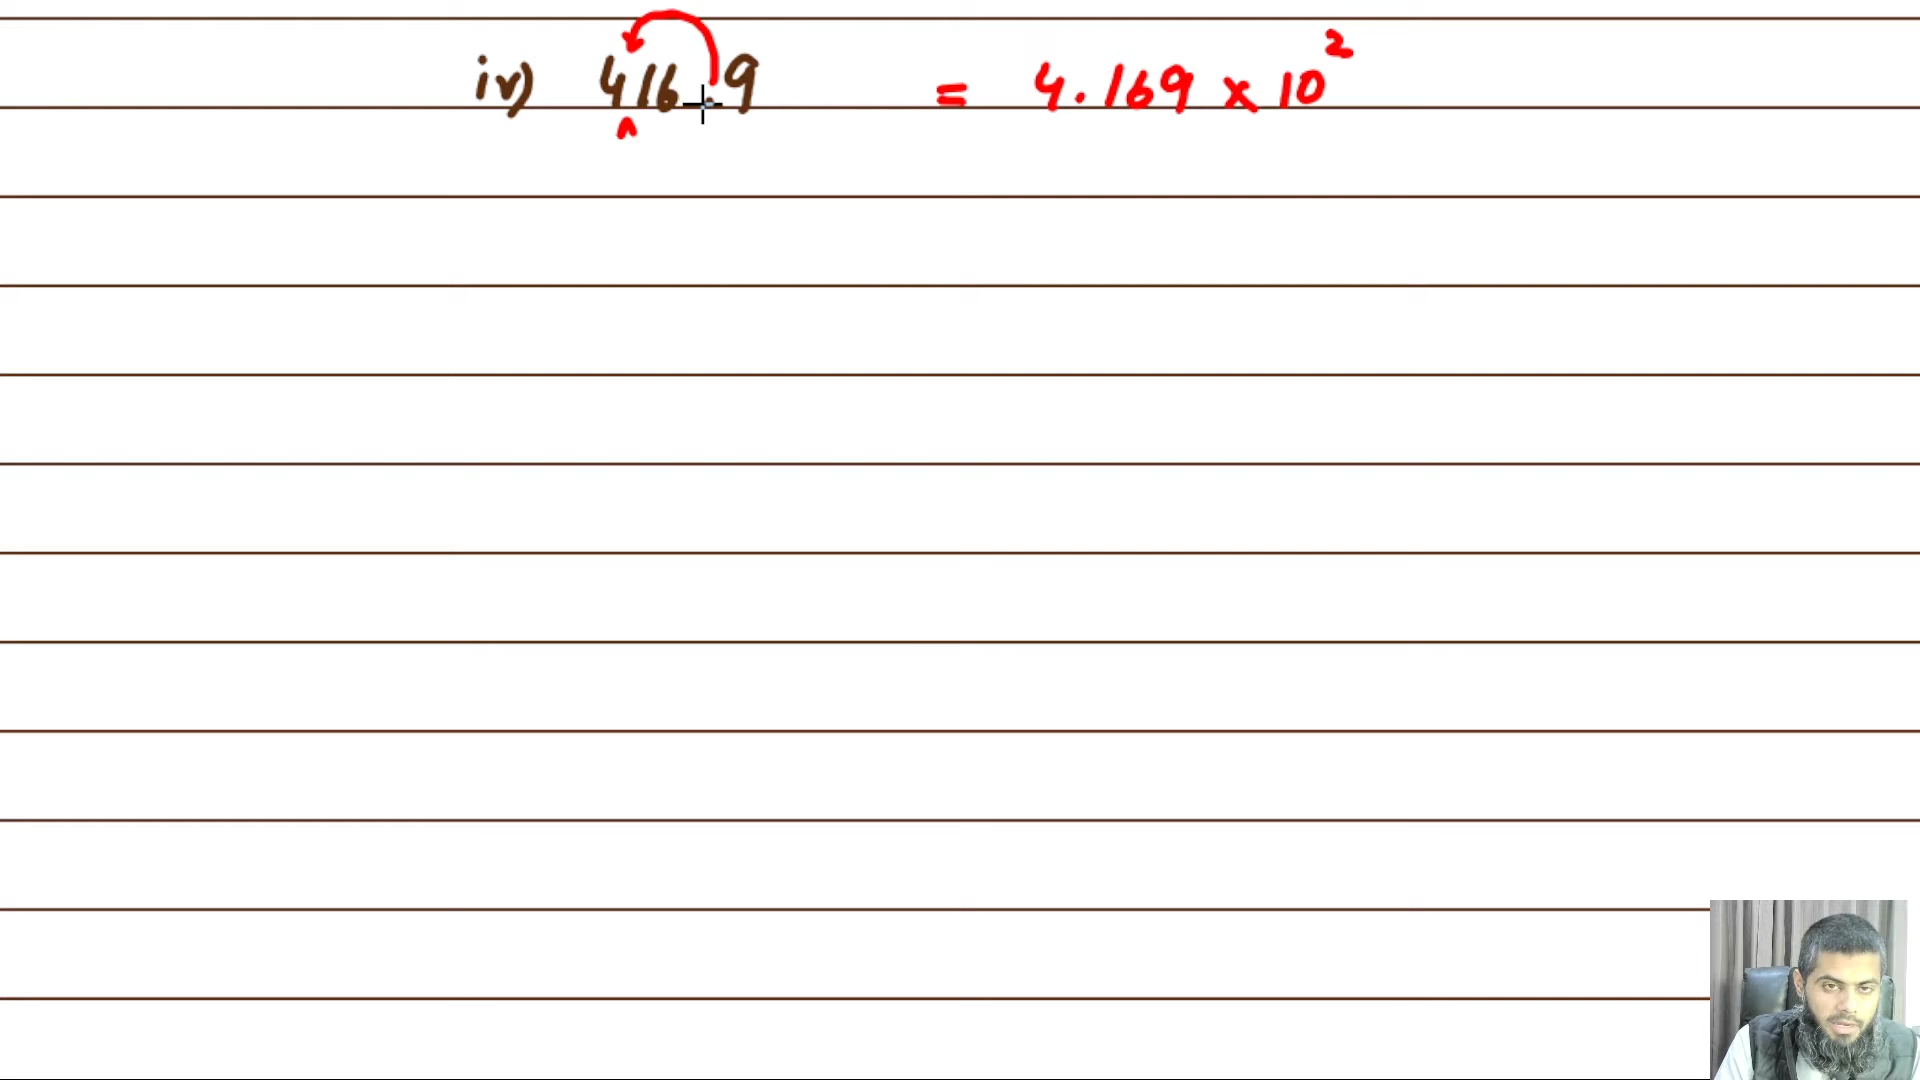 iv) 416.9 = 4.169 × 10²